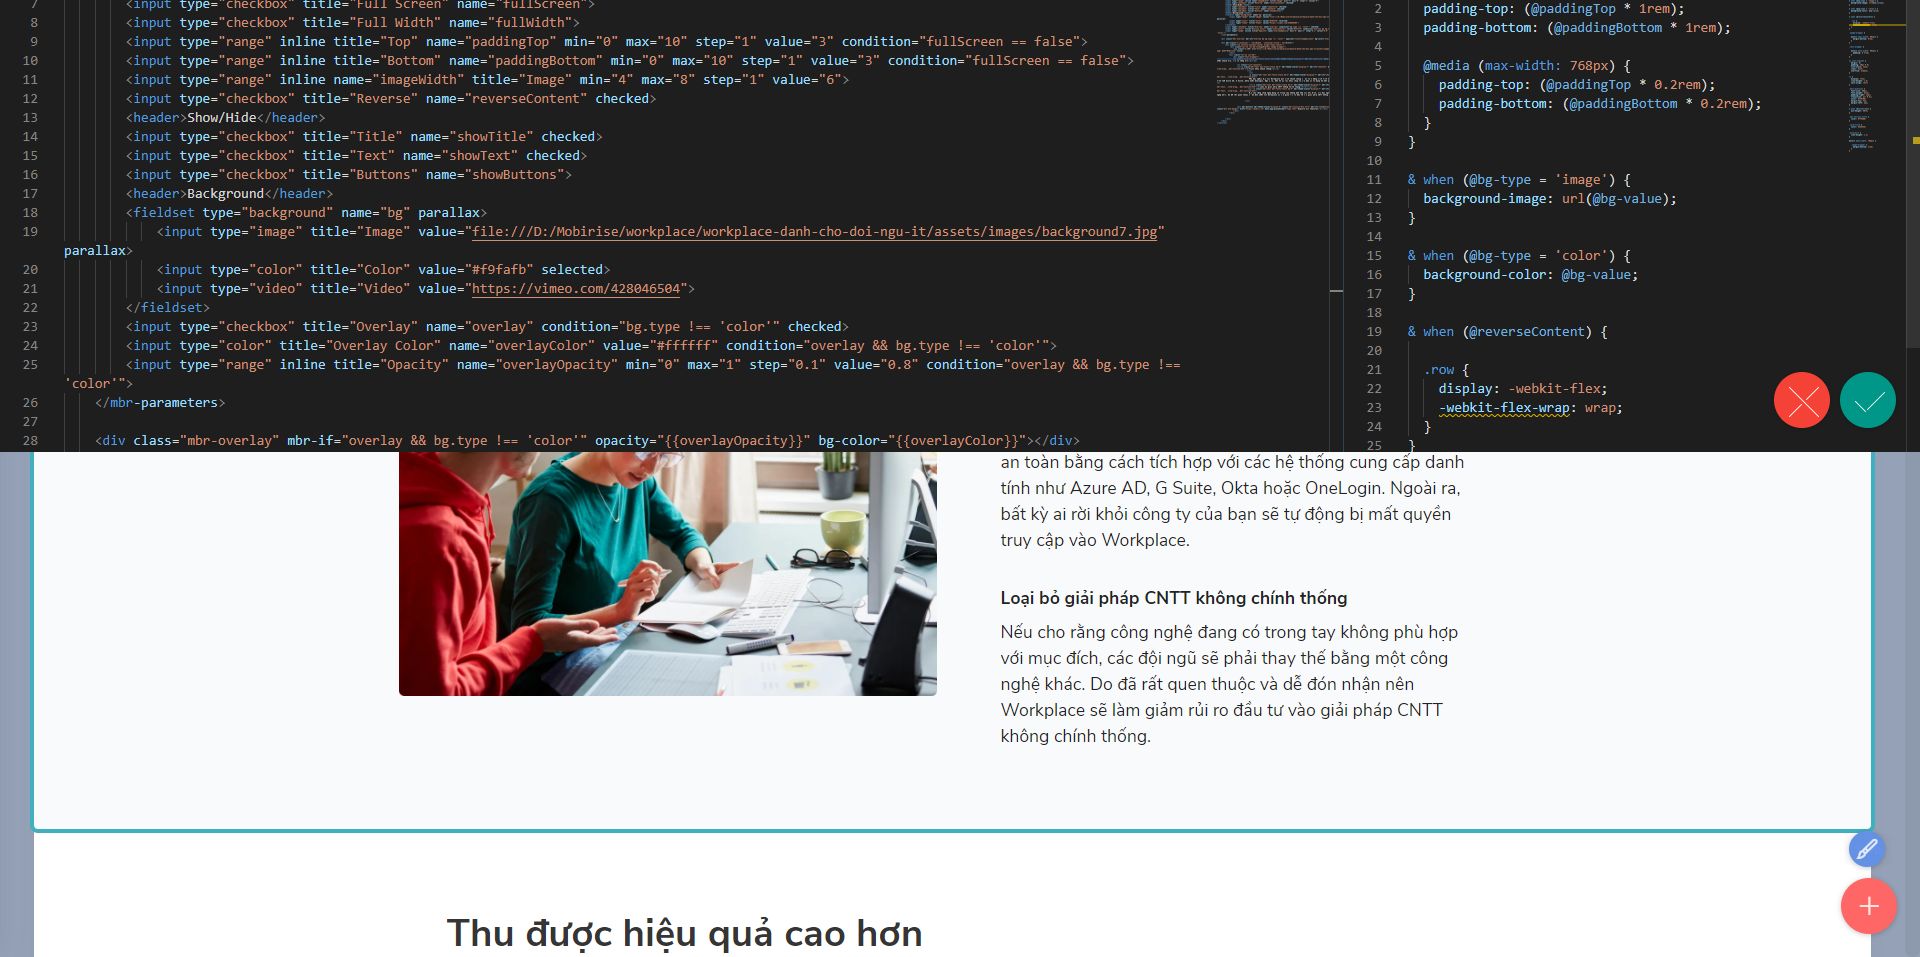 7 <input type="checkbox" title="Full Screen" name="fullScreen">
8 <input type="checkbox" title="Full Width" name="fullWidth">
9 <input type="range" inline title="Top" name="paddingTop" min="0" max="10" step="1" value="3" condition="fullScreen == false">
10 <input type="range" inline title="Bottom" name="paddingBottom" min="0" max="10" step="1" value="3" condition="fullScreen == false">
11 <input type="range" inline name="imageWidth" title="Image" min="4" max="8" step="1" value="6">
12 <input type="checkbox" title="Reverse" name="reverseContent" checked>
13 <header>Show/Hide</header>
14 <input type="checkbox" title="Title" name="showTitle" checked>
15 <input type="checkbox" title="Text" name="showText" checked>
16 <input type="checkbox" title="Buttons" name="showButtons">
17 <header>Background</header>
18 <fieldset type="background" name="bg" parallax>
19 <input type="image" title="Image" value="file:///D:/Mobirise/workplace/workplace-danh-cho-doi-ngu-it/assets/images/background7.jpg"
parallax>
20 <input type="color" title="Color" value="#f9fafb" selected>
21 <input type="video" title="Video" value="https://vimeo.com/428046504">
22 </fieldset>
23 <input type="checkbox" title="Overlay" name="overlay" condition="bg.type !== 'color'" checked>
24 <input type="color" title="Overlay Color" name="overlayColor" value="#ffffff" condition="overlay && bg.type !== 'color'">
25 <input type="range" inline title="Opacity" name="overlayOpacity" min="0" max="1" step="0.1" value="0.8" condition="overlay && bg.type !==
'color'">
26 </mbr-parameters>
27
28 <div class="mbr-overlay" mbr-if="overlay && bg.type !== 'color'" opacity="{{overlayOpacity}}" bg-color="{{overlayColor}}"></div>
2 padding-top: (@paddingTop * 1rem);
3 padding-bottom: (@paddingBottom * 1rem);
4
5 @media (max-width: 768px) {
6 padding-top: (@paddingTop * 0.2rem);
7 padding-bottom: (@paddingBottom * 0.2rem);
8 }
9 }
10
11 & when (@bg-type = 'image') {
12 background-image: url(@bg-value);
13 }
14
15 & when (@bg-type = 'color') {
16 background-color: @bg-value;
17 }
18
19 & when (@reverseContent) {
20
21 .row {
22 display: -webkit-flex;
23 -webkit-flex-wrap: wrap;
24 }
25 }
an toàn bằng cách tích hợp với các hệ thống cung cấp danh
tính như Azure AD, G Suite, Okta hoặc OneLogin. Ngoài ra,
bất kỳ ai rời khỏi công ty của bạn sẽ tự động bị mất quyền
truy cập vào Workplace.
Loại bỏ giải pháp CNTT không chính thống
Nếu cho rằng công nghệ đang có trong tay không phù hợp
với mục đích, các đội ngũ sẽ phải thay thế bằng một công
nghệ khác. Do đã rất quen thuộc và dễ đón nhận nên
Workplace sẽ làm giảm rủi ro đầu tư vào giải pháp CNTT
không chính thống.
Thu được hiệu quả cao hơn